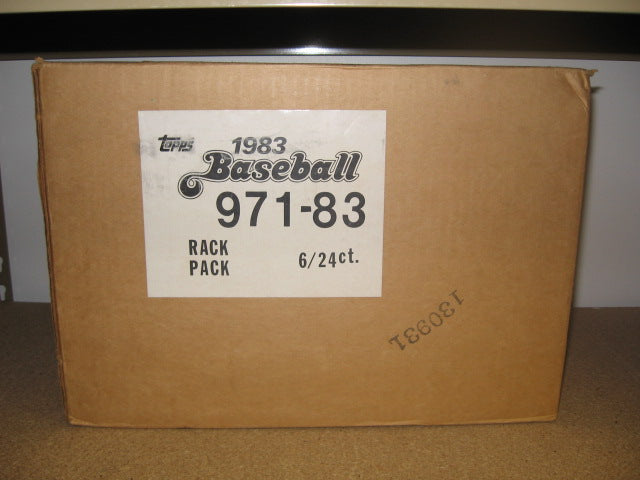 Topps 1983
Baseball
971-83
RACK
PACK 6/24ct.
130931